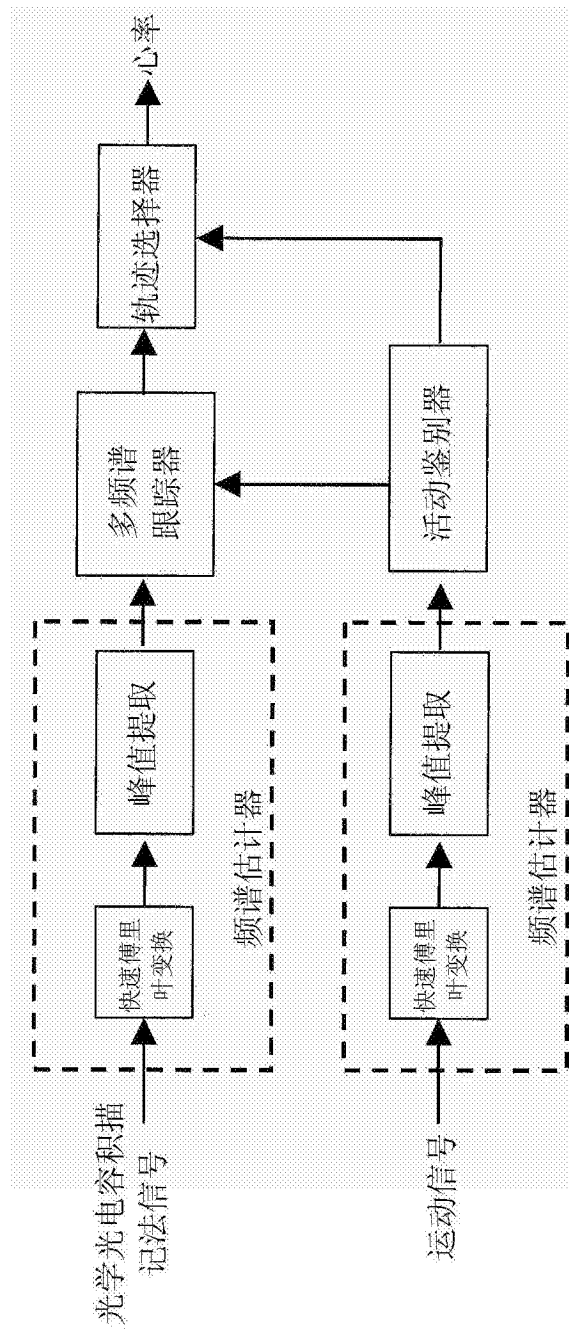 光学光电容积描
记法信号
快速傅里
叶变换
峰值提取
频谱估计器
多频谱
跟踪器
轨迹选择器
心率
运动信号
快速傅里
叶变换
峰值提取
频谱估计器
活动鉴别器